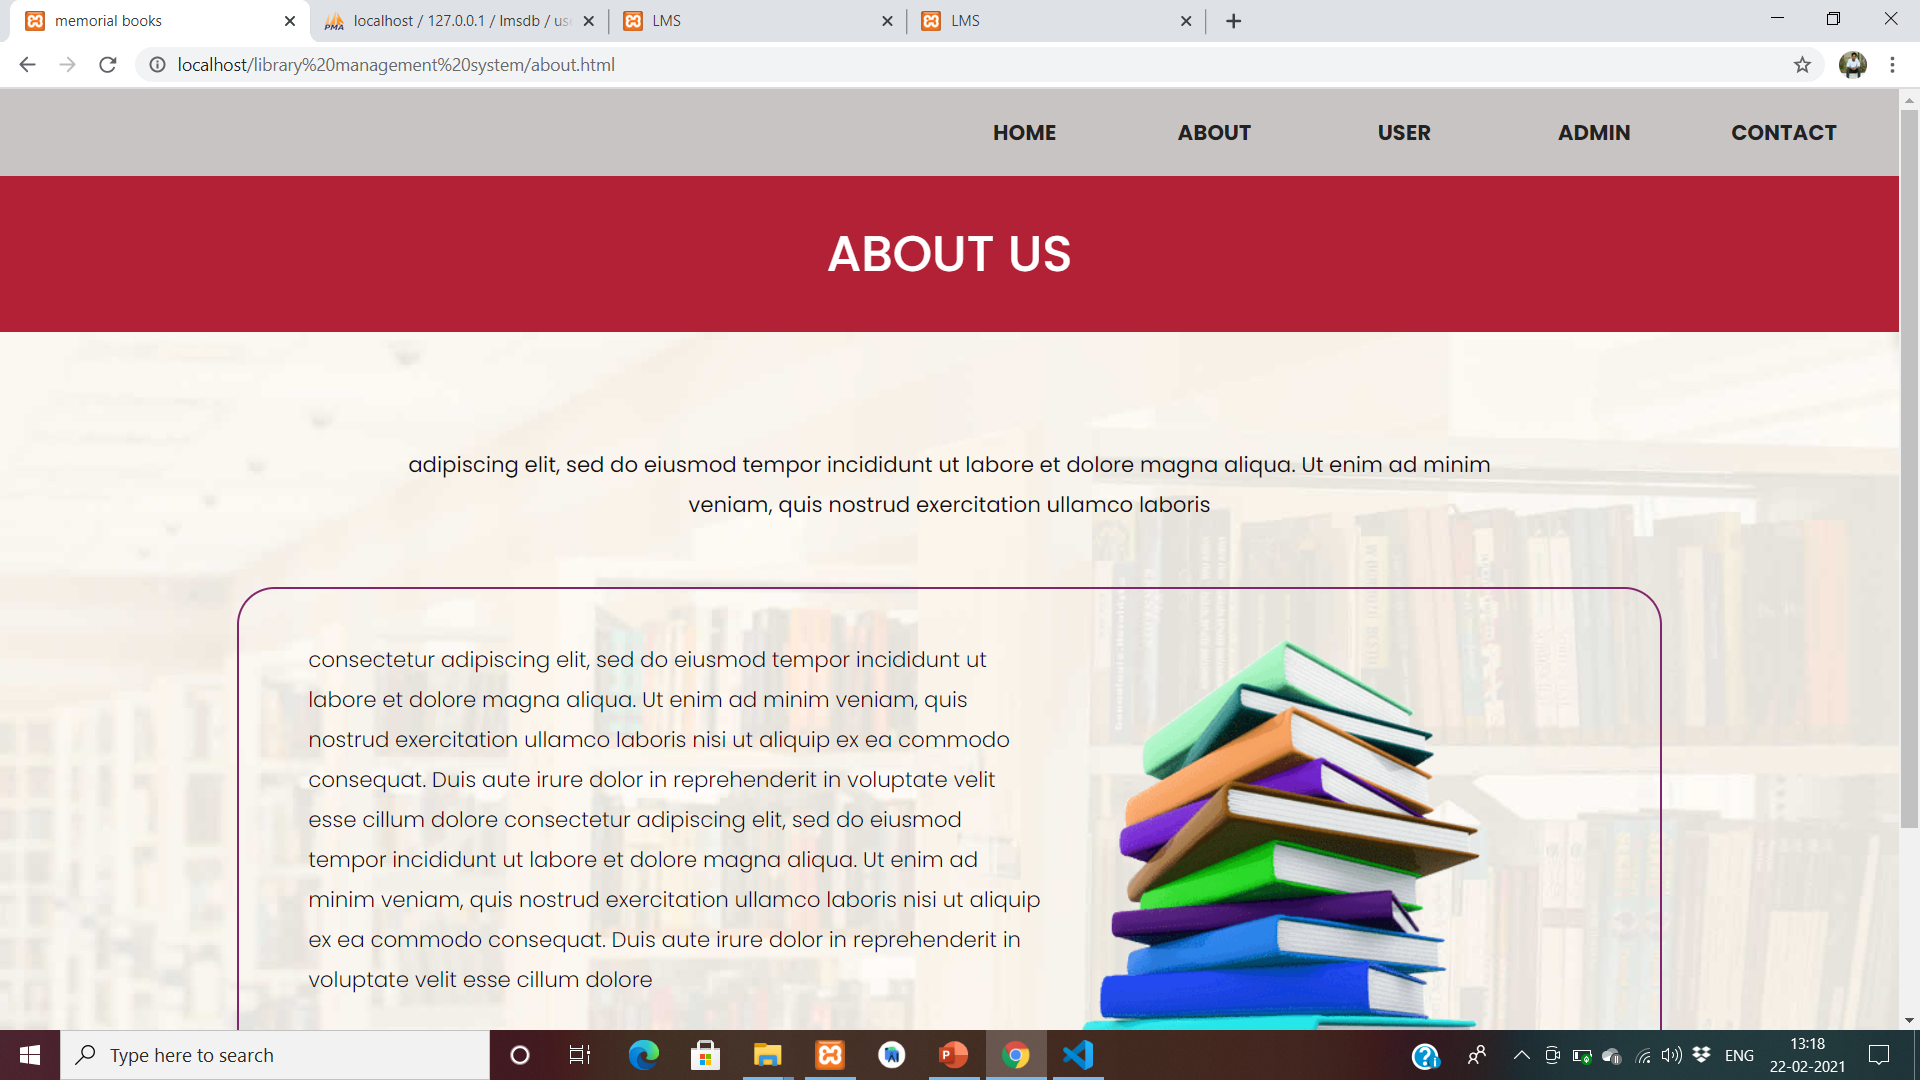 memorial books
localhost / 127.0.0.1 / lmsdb / us
LMS
LMS
localhost/library%20management%20system/about.html
HOME
ABOUT
USER
ADMIN
CONTACT
ABOUT US
adipiscing elit, sed do eiusmod tempor incididunt ut labore et dolore magna aliqua. Ut enim ad minim
veniam, quis nostrud exercitation ullamco laboris
consectetur adipiscing elit, sed do eiusmod tempor incididunt ut
labore et dolore magna aliqua. Ut enim ad minim veniam, quis
nostrud exercitation ullamco laboris nisi ut aliquip ex ea commodo
consequat. Duis aute irure dolor in reprehenderit in voluptate velit
esse cillum dolore consectetur adipiscing elit, sed do eiusmod
tempor incididunt ut labore et dolore magna aliqua. Ut enim ad
minim veniam, quis nostrud exercitation ullamco laboris nisi ut aliquip
ex ea commodo consequat. Duis aute irure dolor in reprehenderit in
voluptate velit esse cillum dolore
Type here to search
ENG
13:18
22-02-2021